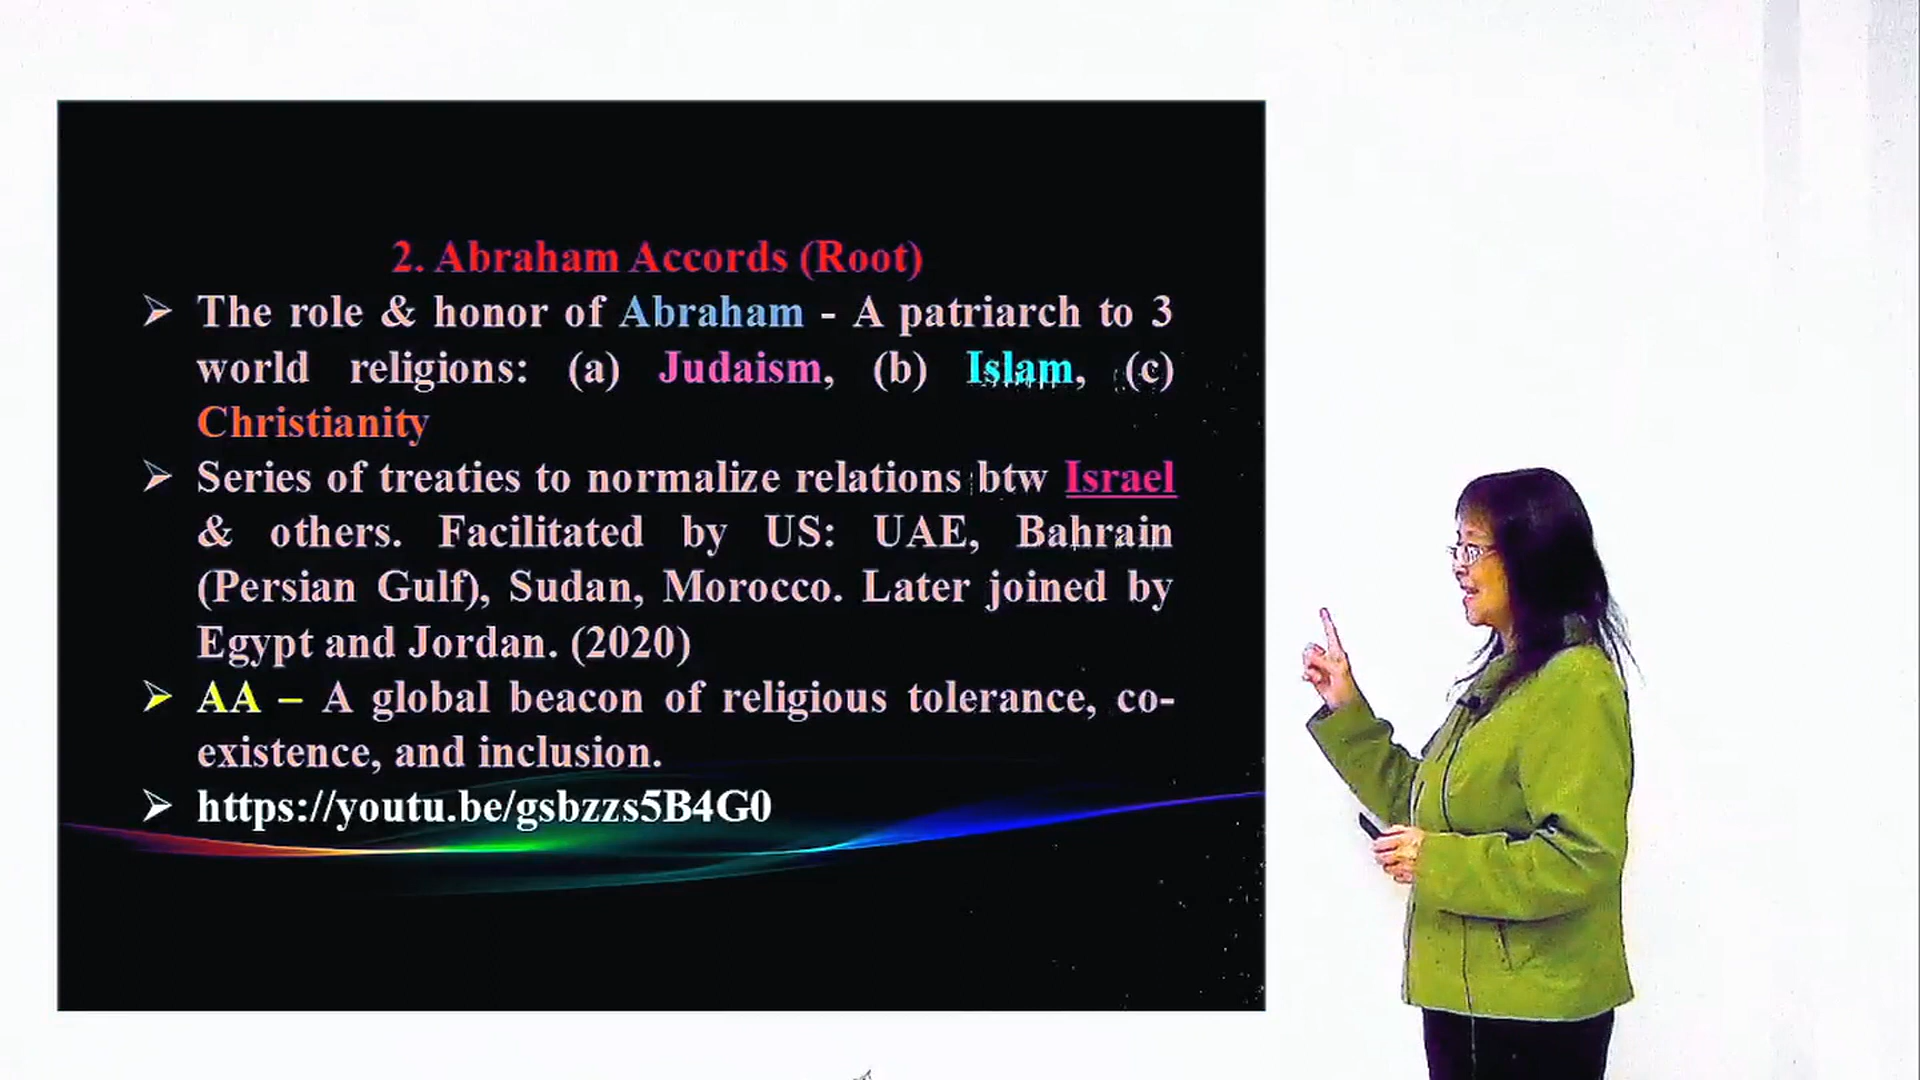 2. Abraham Accords (Root)
➢ The role & honor of Abraham - A patriarch to 3
world religions: (a) Judaism, (b) Islam, (c)
Christianity
➢ Series of treaties to normalize relations btw Israel
& others. Facilitated by US: UAE, Bahrain
(Persian Gulf), Sudan, Morocco. Later joined by
Egypt and Jordan. (2020)
➢ AA – A global beacon of religious tolerance, co-
existence, and inclusion.
➢ https://youtu.be/gsbzzs5B4G0